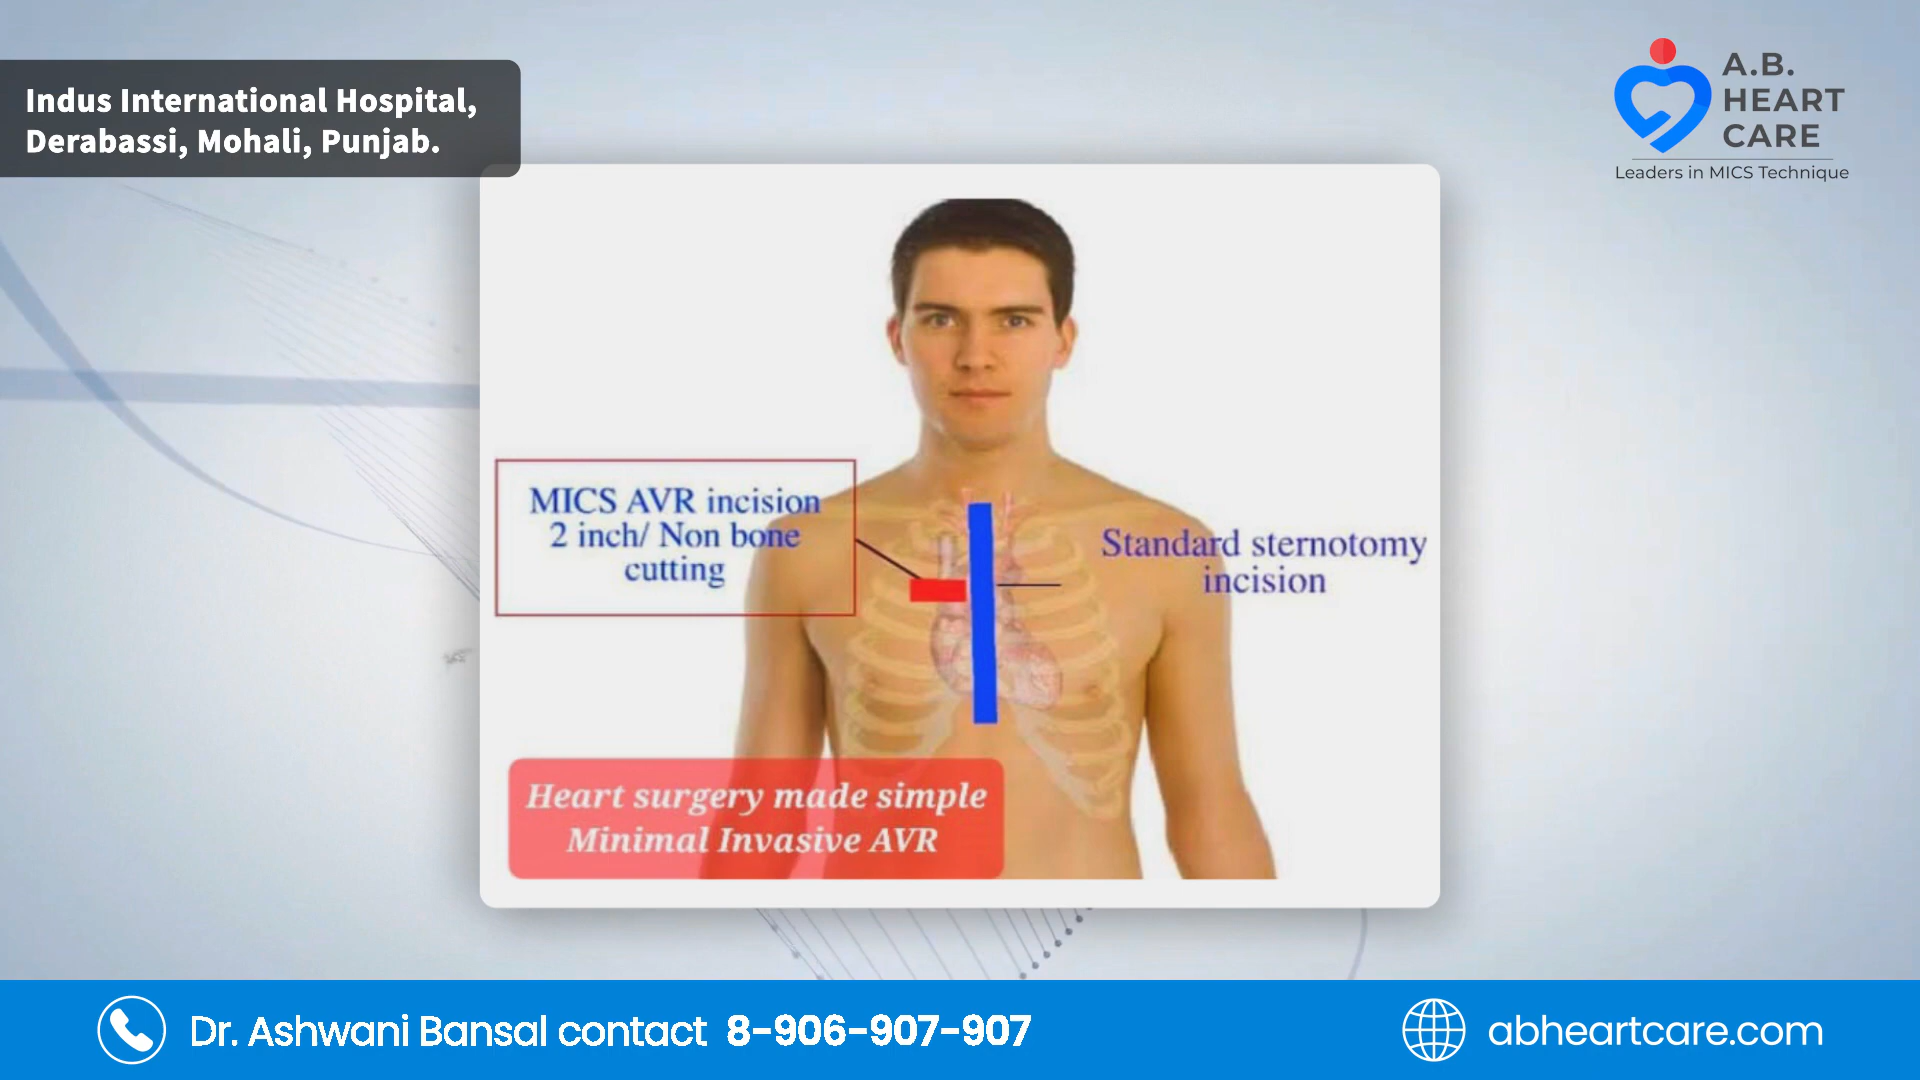 Indus International Hospital,
Derabassi, Mohali, Punjab.
A.B.
HEART
CARE
Leaders in MICS Technique
MICS AVR incision
2 inch/ Non bone
cutting
Standard sternotomy
incision
Heart surgery made simple
Minimal Invasive AVR
Dr. Ashwani Bansal contact 8-906-907-907
abheartcare.com